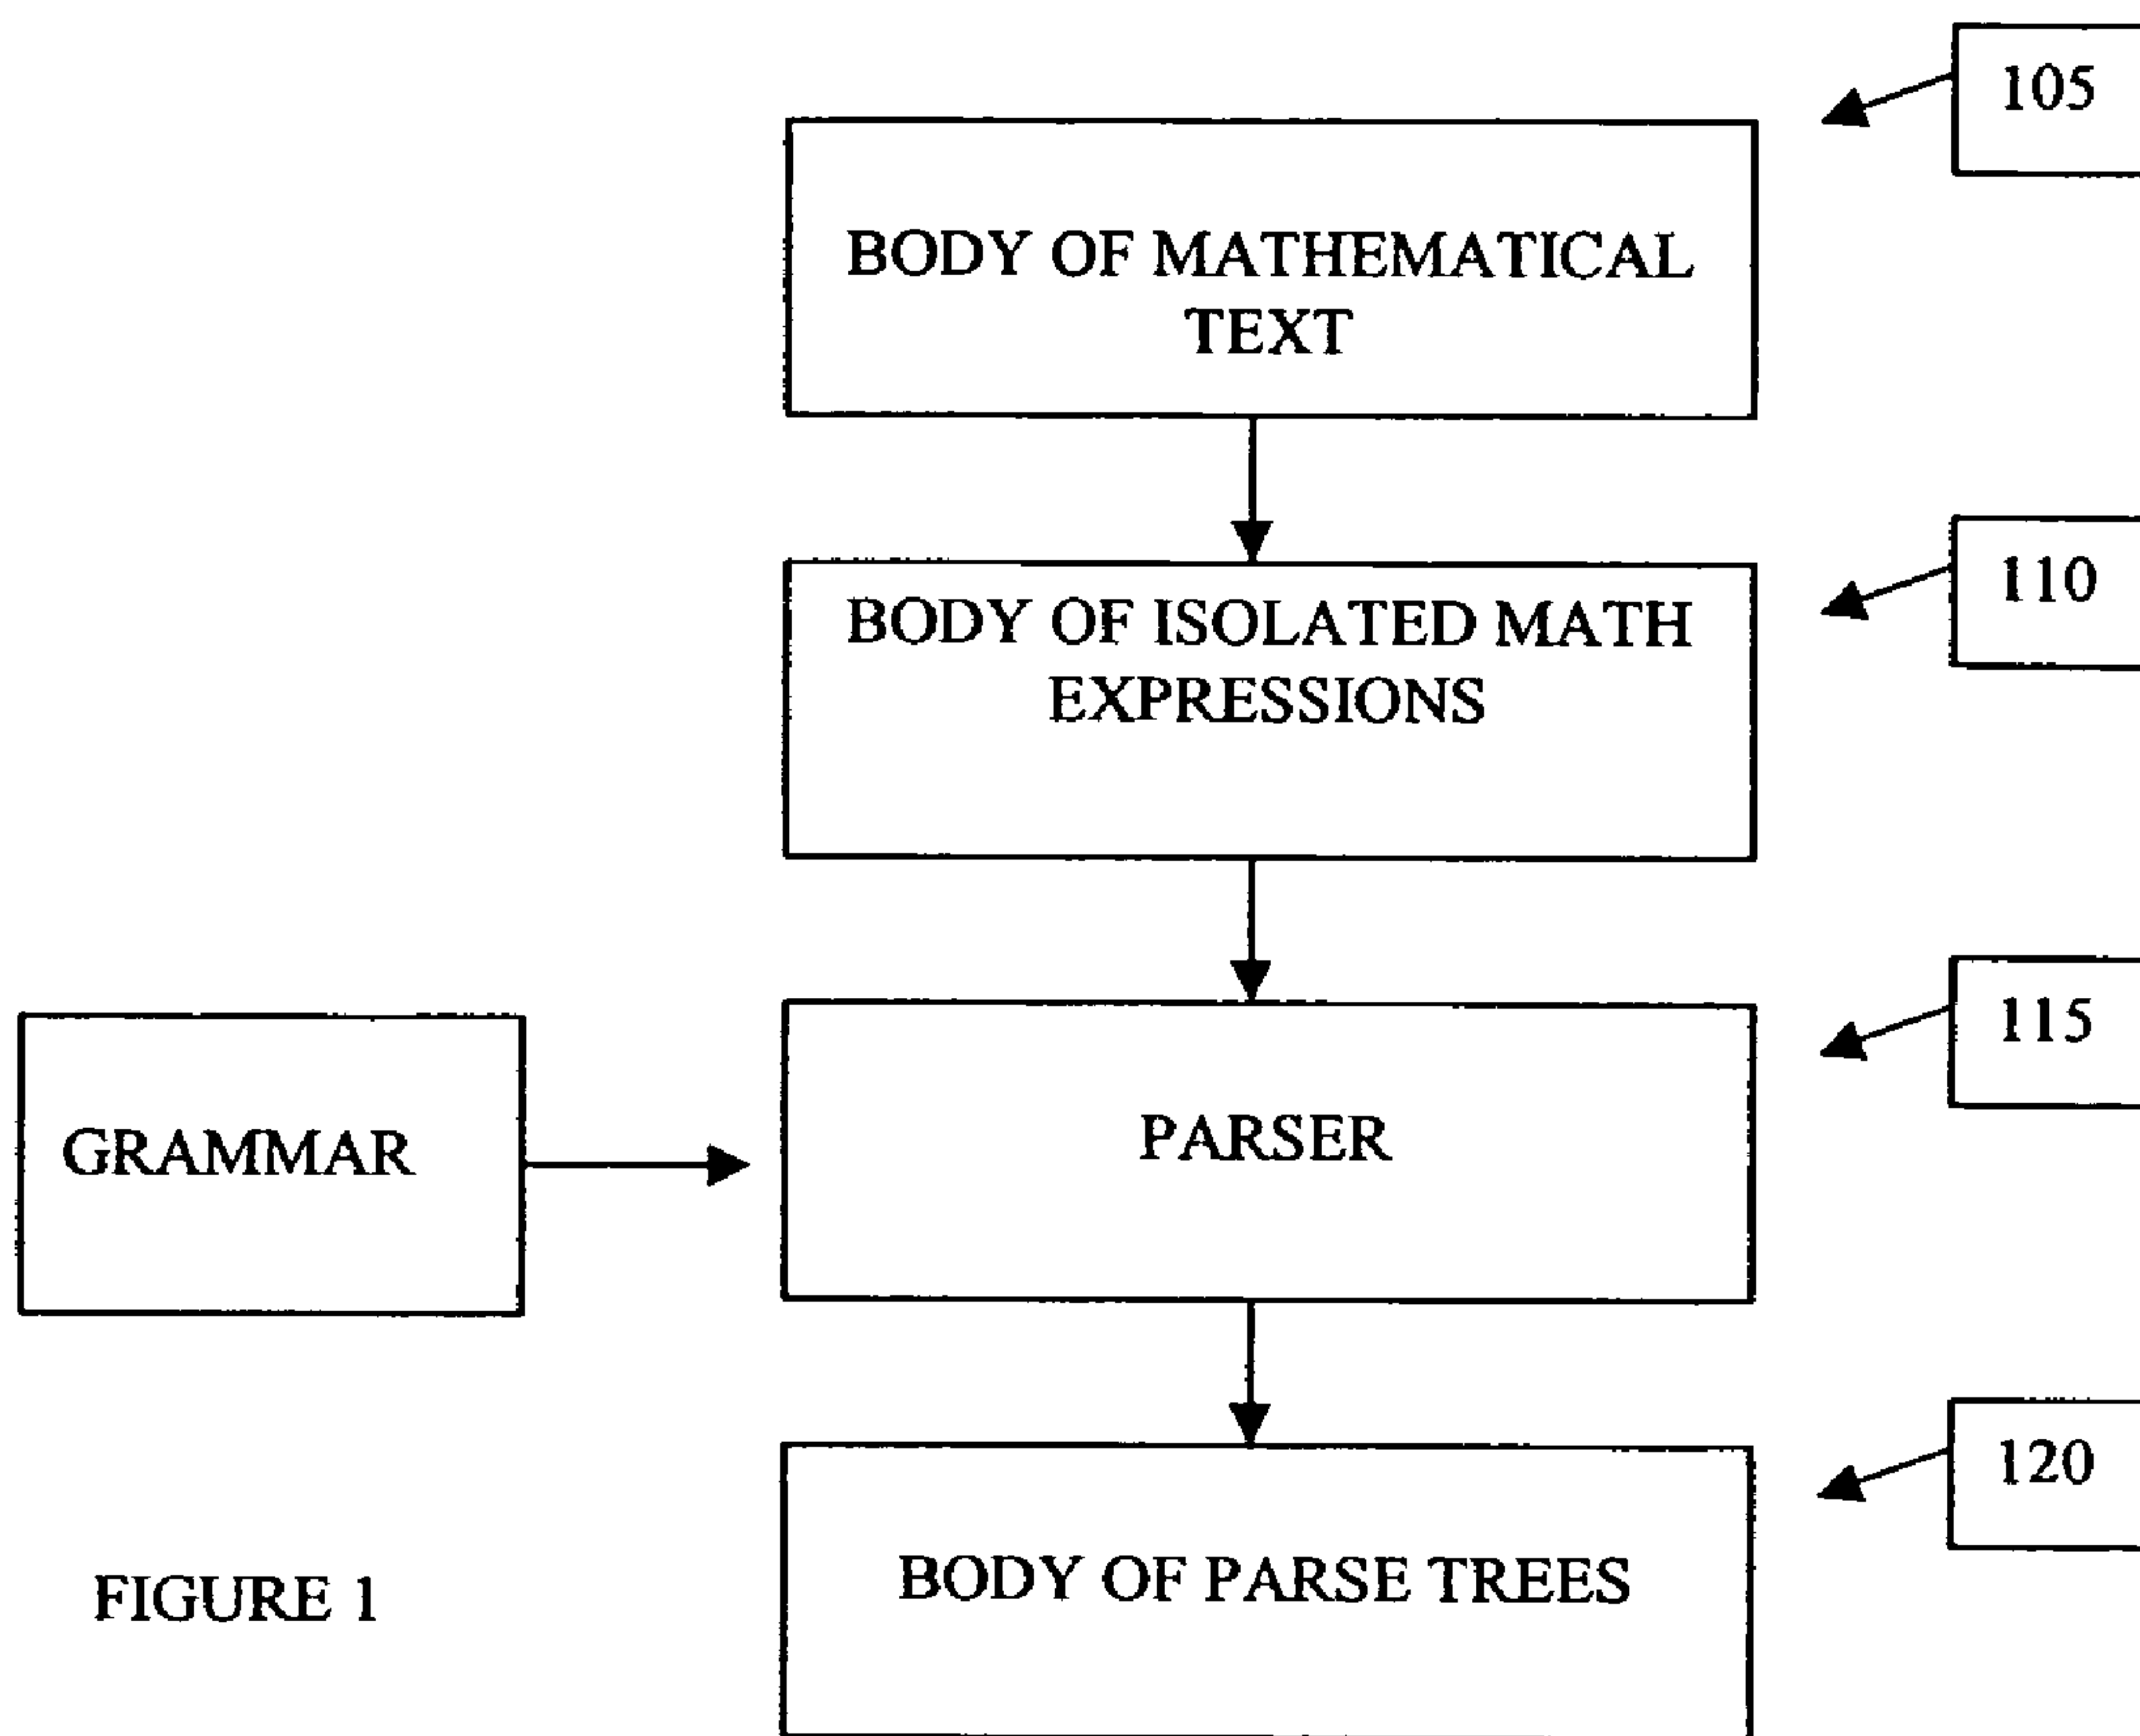 105
BODY OF MATHEMATICAL
TEXT
110
BODY OF ISOLATED MATH
EXPRESSIONS
115
GRAMMAR
PARSER
120
BODY OF PARSE TREES
FIGURE 1